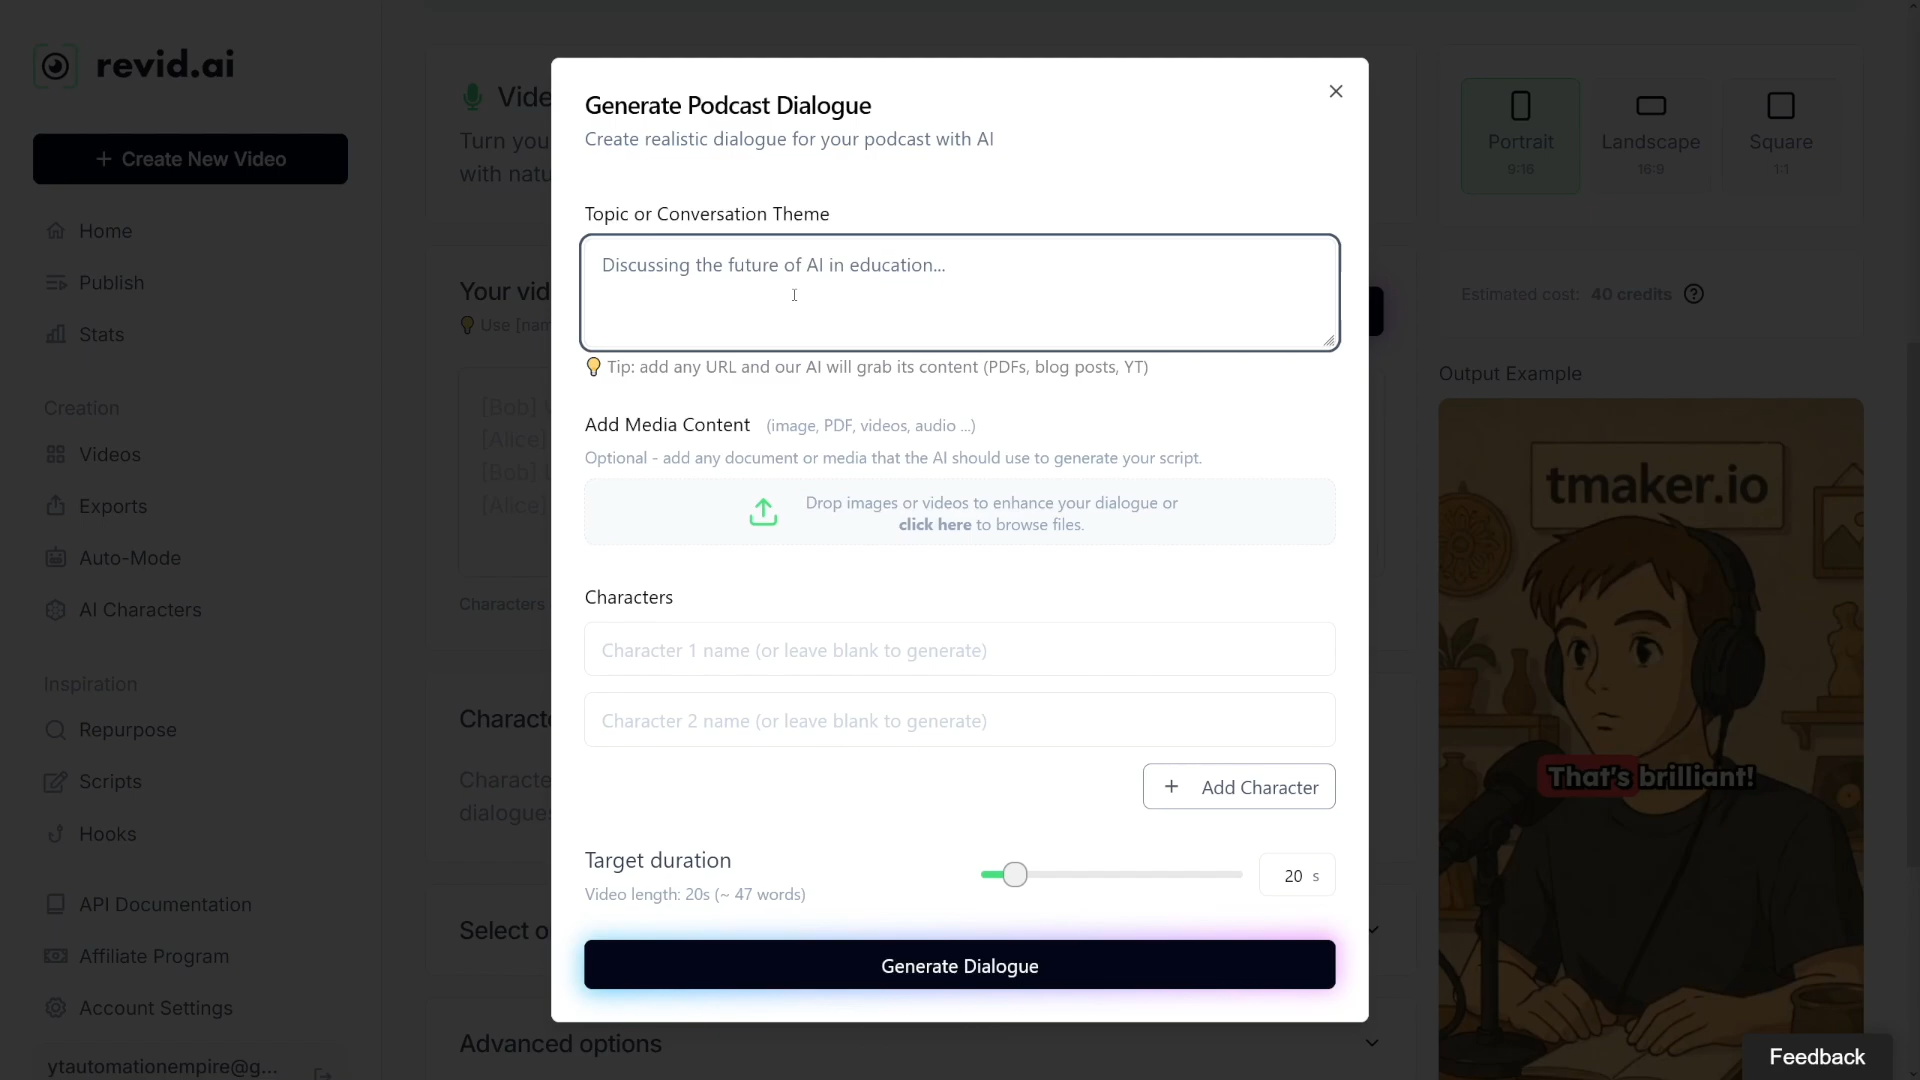 revid.ai
+ Create New Video
Home
Publish
Stats
Creation
Videos
Exports
Auto-Mode
AI Characters
Inspiration
Repurpose
Scripts
Hooks
API Documentation
Affiliate Program
Account Settings
ytautomationempire@g...
Vide
Turn you
with natu
Your vid
Use [nam
[Bob]
[Alice]
[Bob]
[Alice]
Characters
Characte
Characte
dialogues
Select o
Advanced options
Generate Podcast Dialogue
Create realistic dialogue for your podcast with AI
Topic or Conversation Theme
Discussing the future of AI in education...
Tip: add any URL and our AI will grab its content (PDFs, blog posts, YT)
Add Media Content (image, PDF, videos, audio ...)
Optional - add any document or media that the AI should use to generate your script.
Drop images or videos to enhance your dialogue or
click here to browse files.
Characters
Character 1 name (or leave blank to generate)
Character 2 name (or leave blank to generate)
+ Add Character
Target duration
Video length: 20s (~ 47 words)
20 s
Generate Dialogue
Portrait
9:16
Landscape
16:9
Square
1:1
Estimated cost: 40 credits ?
Output Example
tmaker.io
That's brilliant!
Feedback